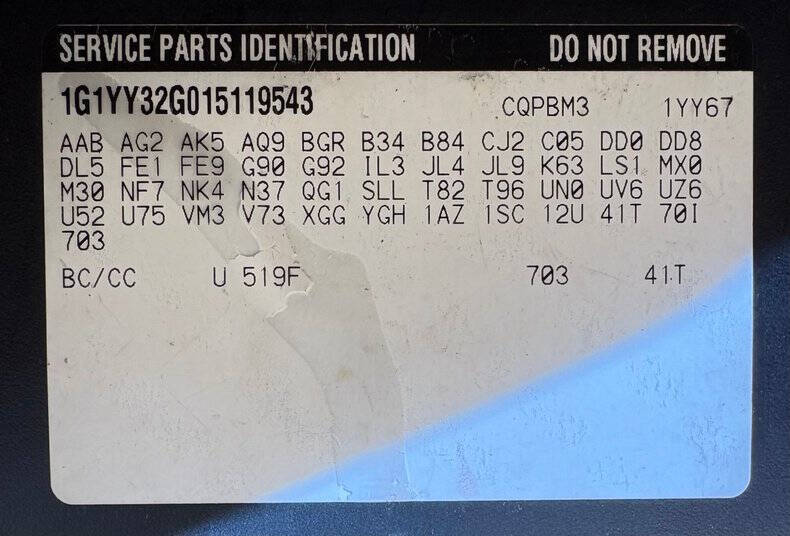 SERVICE PARTS IDENTIFICATION DO NOT REMOVE
1G1YY32G015119543 CQPBM3 1YY67
AAB AG2 AK5 AQ9 BGR B34 B84 CJ2 C05 DD0 DD8
DL5 FE1 FE9 G90 G92 IL3 JL4 JL9 K63 LS1 MX0
M30 NF7 NK4 N37 QG1 SLL T82 T96 UN0 UV6 UZ6
U52 U75 VM3 V73 XGG YGH 1AZ 1SC 12U 41T 70I
703
BC/CC U 519F 703 41T